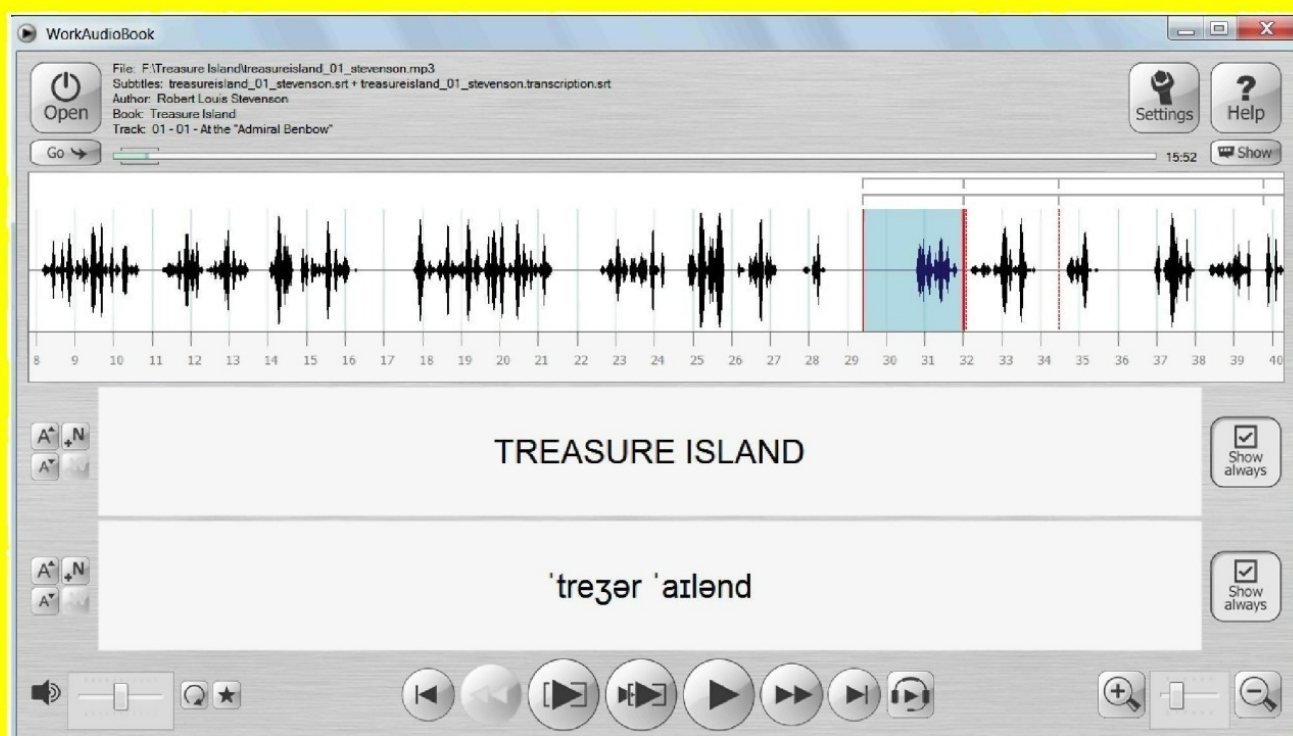 WorkAudioBook
File: F:\Treasure Island\treasureisland_01_stevenson.mp3
Subtitles: treasureisland_01_stevenson.srt + treasureisland_01_stevenson.transcription.srt
Author: Robert Louis Stevenson
Book: Treasure Island
Track: 01 - 01 - At the "Admiral Benbow"
Open
Settings
Help
Go
15:52
Show
8 9 10 11 12 13 14 15 16 17 18 19 20 21 22 23 24 25 26 27 28 29 30 31 32 33 34 35 36 37 38 39 40
A +N
A
TREASURE ISLAND
Show
always
A +N
A
ˈtreʒər ˈaɪlənd
Show
always